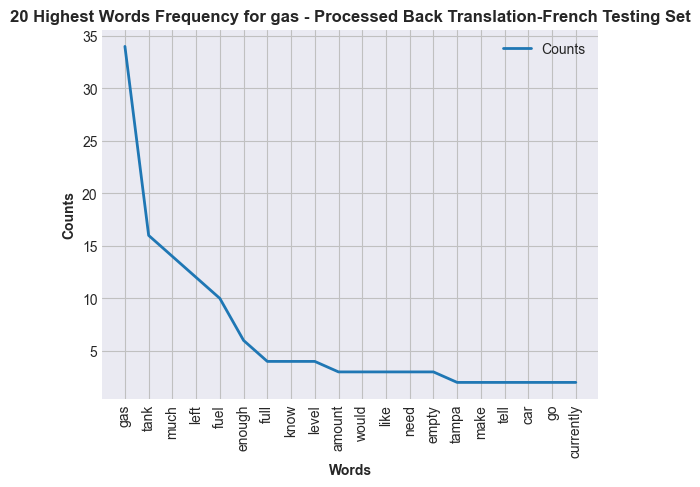 20 Highest Words Frequency for gas - Processed Back Translation-French Testing Set
Counts
35
30
25
20
15
10
5
Counts
gas
tank
much
left
fuel
enough
full
know
level
amount
would
like
need
empty
tampa
make
tell
car
go
currently
Words